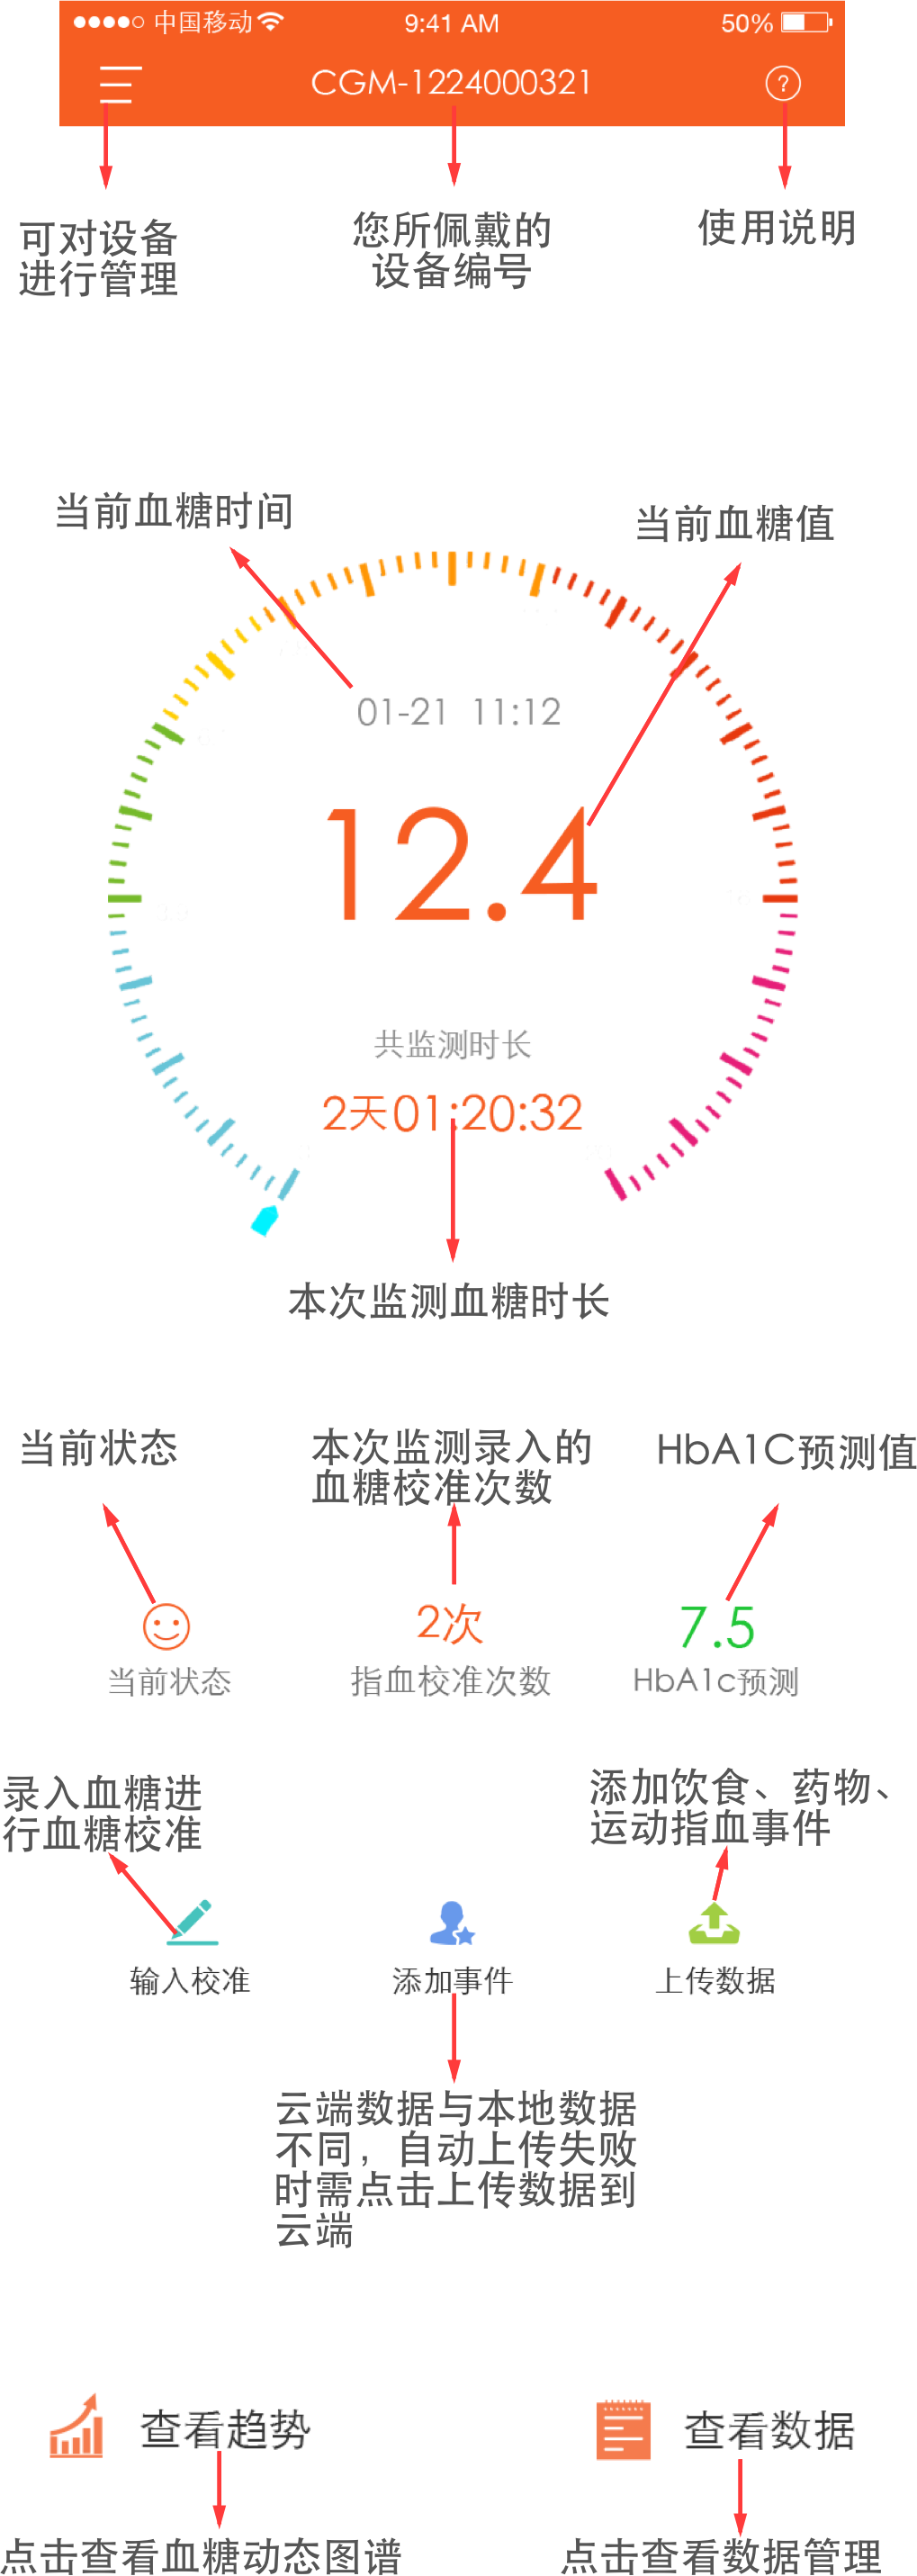 中国移动 9:41 AM 50%
CGM-1224000321 ?
可对设备
进行管理
您所佩戴的
设备编号
使用说明
当前血糖时间
当前血糖值
01-21 11:12
12.4
共监测时长
2天01:20:32
本次监测血糖时长
当前状态
本次监测录入的
血糖校准次数
HbA1C预测值
2次
7.5
当前状态
指血校准次数
HbA1c预测
录入血糖进
行血糖校准
添加饮食、药物、
运动指血事件
输入校准
添加事件
上传数据
云端数据与本地数据
不同，自动上传失败
时需点击上传数据到
云端
查看趋势
查看数据
点击查看血糖动态图谱
点击查看数据管理